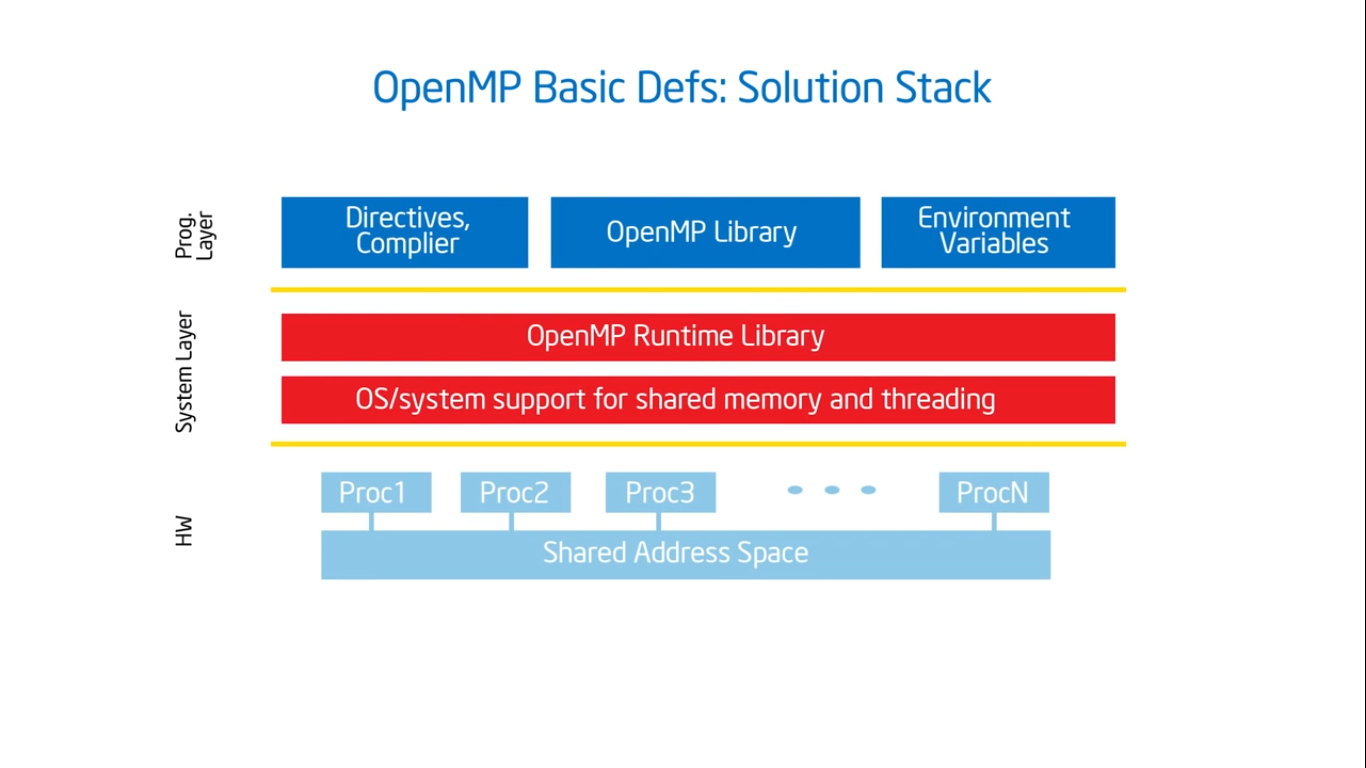 OpenMP Basic Defs: Solution Stack
Prog.
Layer
Directives,
Complier
OpenMP Library
Environment
Variables
System Layer
OpenMP Runtime Library
OS/system support for shared memory and threading
HW
Proc1
Proc2
Proc3
ProcN
Shared Address Space